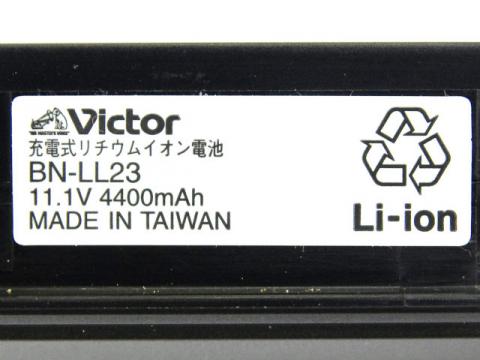 Victor
充電式リチウムイオン電池
BN-LL23
11.1V 4400mAh
MADE IN TAIWAN
Li-ion